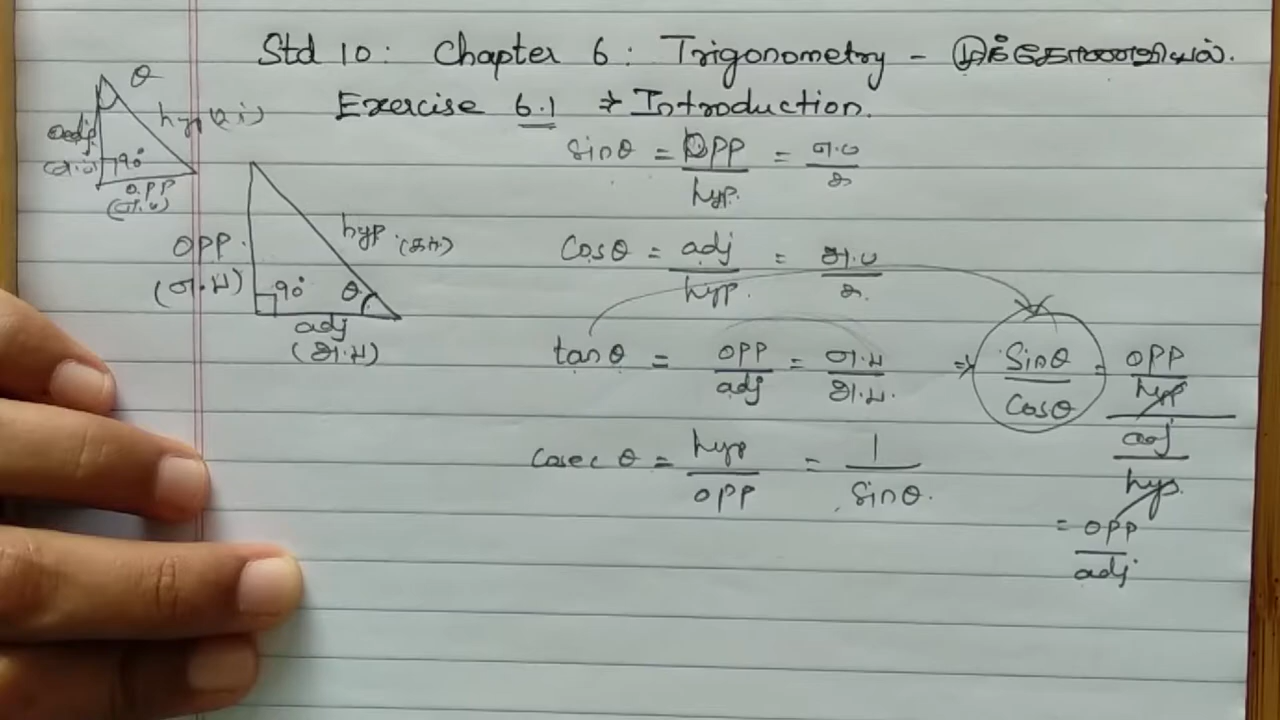 Std 10: Chapter 6: Trigonometry -
Exercise 6.1 ⇒ Introduction.
θ
adj
hyp
90°
opp
(எ.ப)
opp.
(எ.ப)
hyp.
90° θ
adj
(அ.ப)
sinθ = opp/hyp. = எ.ப/க
Cosθ = adj/hyp. = அ.ப/க.
tanθ = opp/adj = எ.ப/அ.ப. ⇒ Sinθ/Cosθ = opp/hyp / adj/hyp.
= opp/adj
Cosec θ = hyp/opp = 1/sinθ.